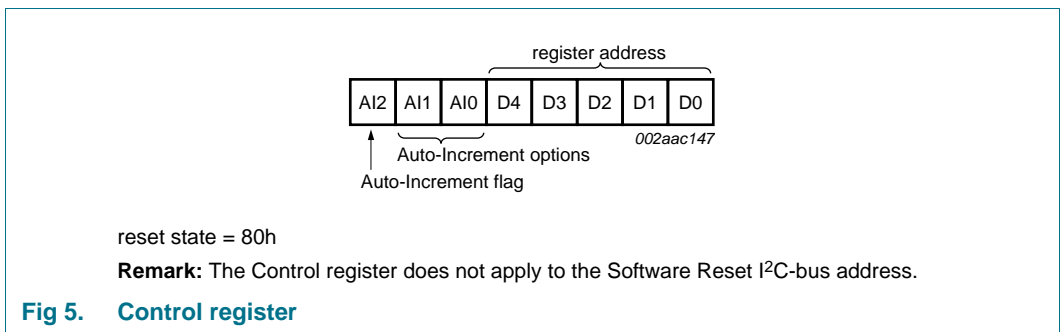 register address
AI2 AI1 AI0 D4 D3 D2 D1 D0
002aac147
Auto-Increment options
Auto-Increment flag
reset state = 80h
Remark: The Control register does not apply to the Software Reset I2C-bus address.
Fig 5. Control register